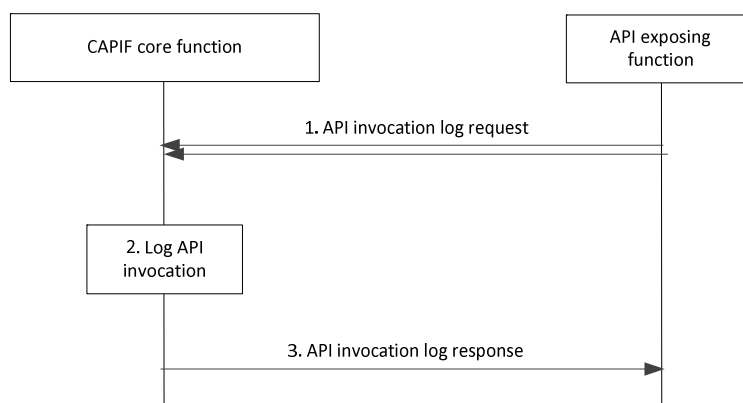 CAPIF core function
API exposing
function
1. API invocation log request
2. Log API
invocation
3. API invocation log response